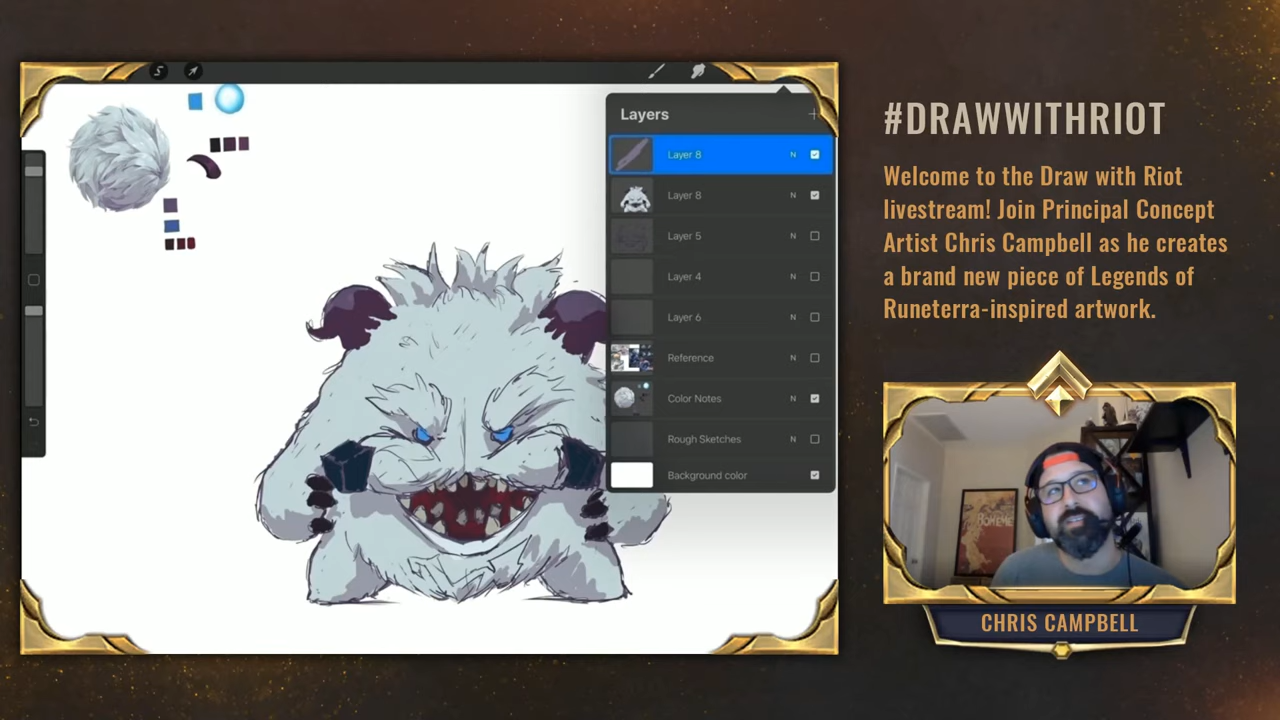 Layers
Layer 8
N
Layer 8
N
Layer 5
N
Layer 4
N
Layer 6
N
Reference
N
Color Notes
N
Rough Sketches
N
Background color
#DRAWWITHRIOT
Welcome to the Draw with Riot
livestream! Join Principal Concept
Artist Chris Campbell as he creates
a brand new piece of Legends of
Runeterra-inspired artwork.
CHRIS CAMPBELL